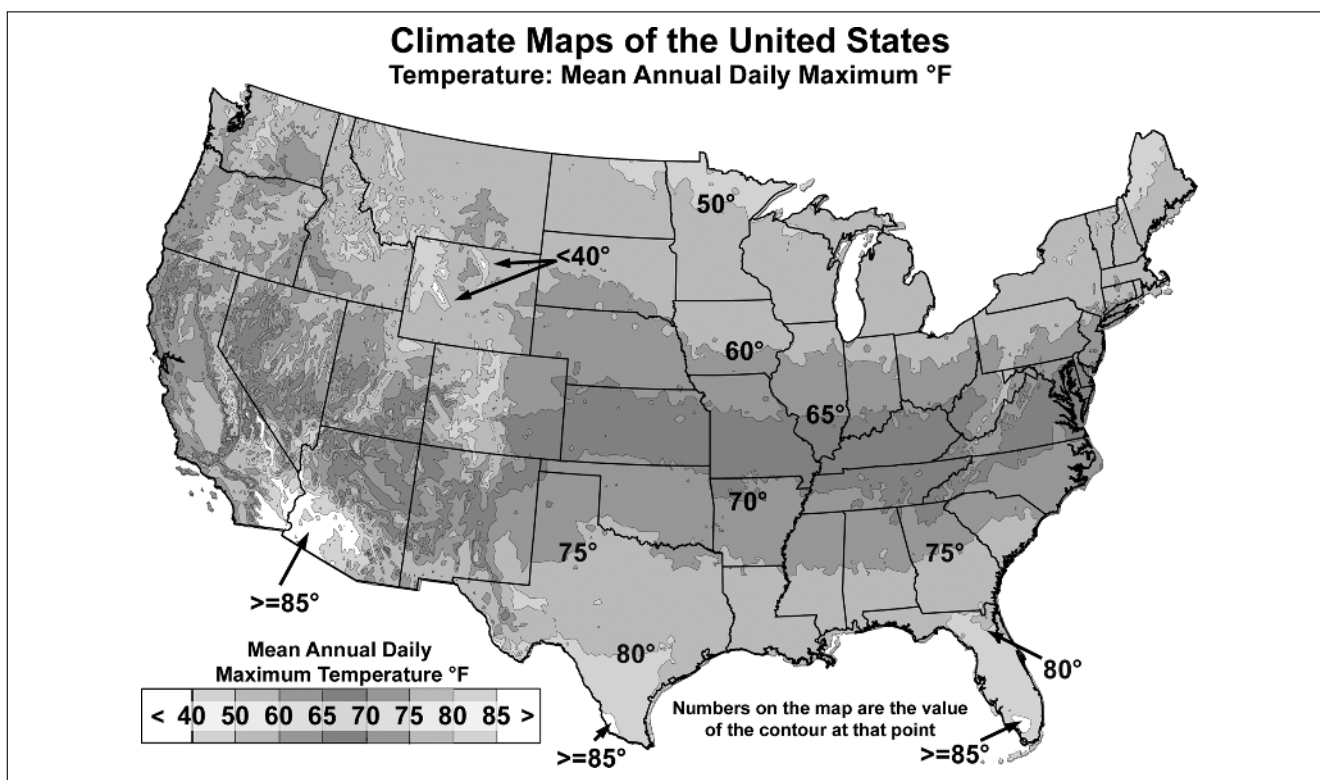 Climate Maps of the United States
Temperature: Mean Annual Daily Maximum °F
50°
<40°
60°
65°
70°
75°
75°
>=85°
80°
80°
Mean Annual Daily
Maximum Temperature °F
< 40 50 60 65 70 75 80 85 >
Numbers on the map are the value
of the contour at that point
>=85°
>=85°